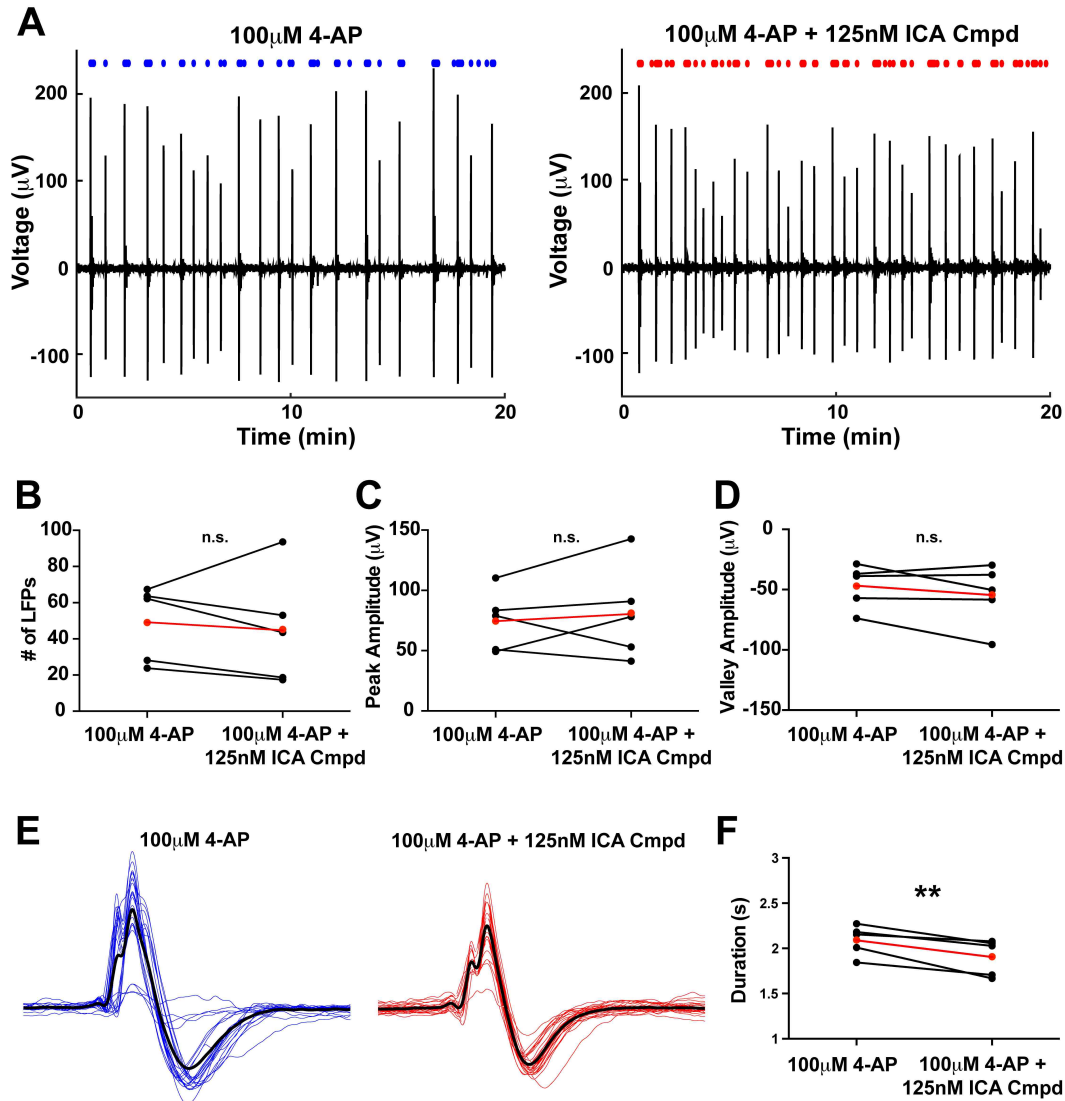 A
100μM 4-AP
100μM 4-AP + 125nM ICA Cmpd
Voltage (μV)
200
100
0
-100
0
10
20
Time (min)
Voltage (μV)
200
100
0
-100
0
10
20
Time (min)
B
# of LFPs
100
80
60
40
20
0
n.s.
100μM 4-AP
100μM 4-AP +
125nM ICA Cmpd
C
Peak Amplitude (μV)
150
100
50
0
n.s.
100μM 4-AP
100μM 4-AP +
125nM ICA Cmpd
D
Valley Amplitude (μV)
0
-50
-100
-150
n.s.
100μM 4-AP
100μM 4-AP +
125nM ICA Cmpd
E
100μM 4-AP
100μM 4-AP + 125nM ICA Cmpd
F
Duration (s)
3
2.5
2
1.5
1
**
100μM 4-AP
100μM 4-AP +
125nM ICA Cmpd